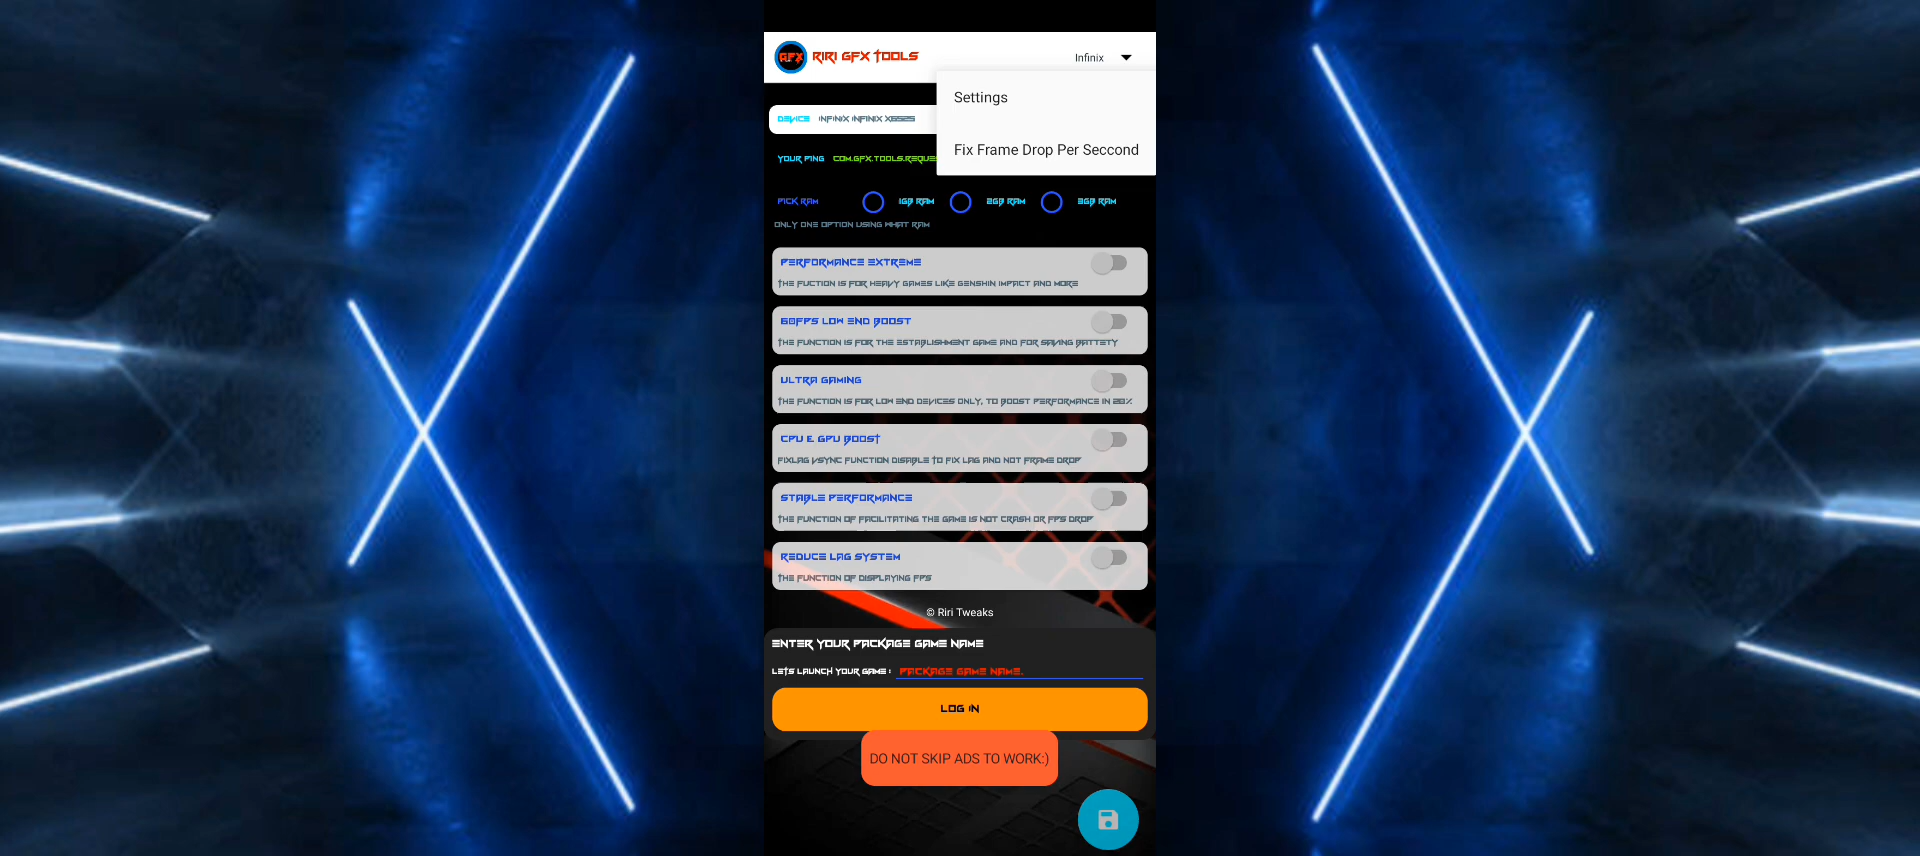 GFX RIRI GFX TOOLS
Infinix
Settings
Fix Frame Drop Per Seccond
DEVICE INFINIX INFINIX X6525
YOUR PING COM.GFX.TOOLS.REQUES
PICK RAM 1GB RAM 2GB RAM 3GB RAM
ONLY ONE OPTION USING WHAT RAM
PERFORMANCE EXTREME
THE FUCTION IS FOR HEAVY GAMES LIKE GENSHIN IMPACT AND MORE
60FPS LOW END BOOST
THE FUNCTION IS FOR THE ESTABLISHMENT GAME AND FOR SAVING BATTETY
ULTRA GAMING
THE FUNCTION IS FOR LOW END DEVICES ONLY, TO BOOST PERFORMANCE IN 20%
CPU & GPU BOOST
FIXLAG VSYNC FUNCTION DISABLE TO FIX LAG AND NOT FRAME DROP
STABLE PERFORMANCE
THE FUNCTION OF FACILITATING THE GAME IS NOT CRASH OR FPS DROP
REDUCE LAG SYSTEM
THE FUNCTION OF DISPLAYING FPS
© Riri Tweaks
ENTER YOUR PACKAGE GAME NAME
LETS LAUNCH YOUR GAME : PACKAGE GAME NAME.
LOG IN
DO NOT SKIP ADS TO WORK:)